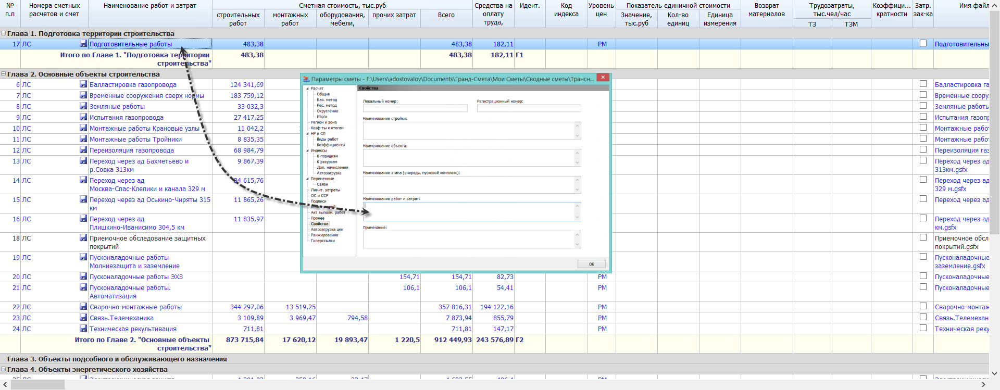 № п.п
Номера сметных расчетов и смет
Наименование работ и затрат
Сметная стоимость, тыс.руб
строительных работ
монтажных работ
оборудования, мебели,
прочих затрат
Всего
Средства на оплату труда,
Идент.
Код индекса
Уровень цен
Показатель единичной стоимости
Значение, тыс.руб
Кол-во единиц
Единица измерения
Возврат материалов
Трудозатраты, тыс.чел/час
ТЗ
ТЗМ
Коэффици... кратности
Затр. зак-ка
Имя файл
Глава 1. Подготовка территории строительства
17 ЛС Подготовительные работы 483,38 483,38 182,11 РМ Подготовительны
Итого по Главе 1. "Подготовка территории 483,38 483,38 182,11 Г1
строительства"
Глава 2. Основные объекты строительства
6 ЛС Балластировка газопровода 124 341,69 Балластировка га
7 ЛС Временные сооружения сверх нормы 183 759,12 Временные соору
8 ЛС Земляные работы 33 032,3 Земляные работь
9 ЛС Испытания газопровода 27 417,25 Испытания газопр
10 ЛС Монтажные работы Крановые узлы 11 042,2 Монтажные рабо
11 ЛС Монтажные работы Тройники 8 835,35 Монтажные рабо
12 ЛС Переизоляция газопровода 68 984,79 Переизоляция газ
13 ЛС Переход через ад Бахметьево и 9 867,39 Переход через ад
р.Совка 313км 313км.gsfx
14 ЛС Переход через ад 34 615,76 Переход через ад
Москва-Спас-Клепики и канала 329 м 329 м.gsfx
15 ЛС Переход через ад Оськино-Чиряты 315 11 865,26 Переход через ад
км
16 ЛС Переход через ад 11 835,97 Переход через ад
Плишкино-Иванисимо 304,5 км км.gsfx
18 ЛС Приемочное обследование защитных Приемочное обсл
покрытий покрытий.gsfx
19 ЛС Пусконаладочные работы Пусконаладочные
Молниезащита и заземление заземление.gsfx
20 ЛС Пусконаладочные работы ЭХЗ 154,71 154,71 82,73 РМ Пусконаладочные
21 ЛС Пусконаладочные работы. 106,1 106,1 54,41 РМ Пусконаладочные
Автоматизация
22 ЛС Сварочно-монтажные работы 344 297,06 13 519,25 357 816,31 194 122,16 РМ Сварочно-монтаж
23 ЛС Связь.Телемеханика 3 109,89 3 969,47 794,58 7 873,94 855,79 РМ Связь.Телемехан
24 ЛС Техническая рекультивация 711,81 711,81 147,17 РМ Техническая реку
Итого по Главе 2. "Основные объекты 873 715,84 17 620,12 19 893,47 1 220,5 912 449,93 243 576,89 Г2
строительства"
Глава 3. Объекты подсобного и обслуживающего назначения
Глава 4. Объекты энергетического хозяйства
Параметры сметы - F:\Users\adostovalov\Documents\Гранд-Смета\Мои Сметы\Сводные сметы\Трансн...
Расчет
Общие
Баз. метод
Рес. метод
Округление
Итоги
Регион и зона
Коэф-ты к итогам
НР и СП
Виды работ
Коэффициенты
Индексы
К позициям
К ресурсам
Доп. начисления
Автозагрузка
Переменные
Связи
Лимит. затраты
ОС и ССР
Подписи
Акт выполн. работ
Прочее
Свойства
Автозагрузка цен
Ранжирование
Гиперссылки
Свойства
Локальный номер:
Регистрационный номер:
Наименование стройки:
Наименование объекта:
Наименование этапа (очередь, пусковой комплекс):
Наименование работ и затрат:
Примечание:
ОК